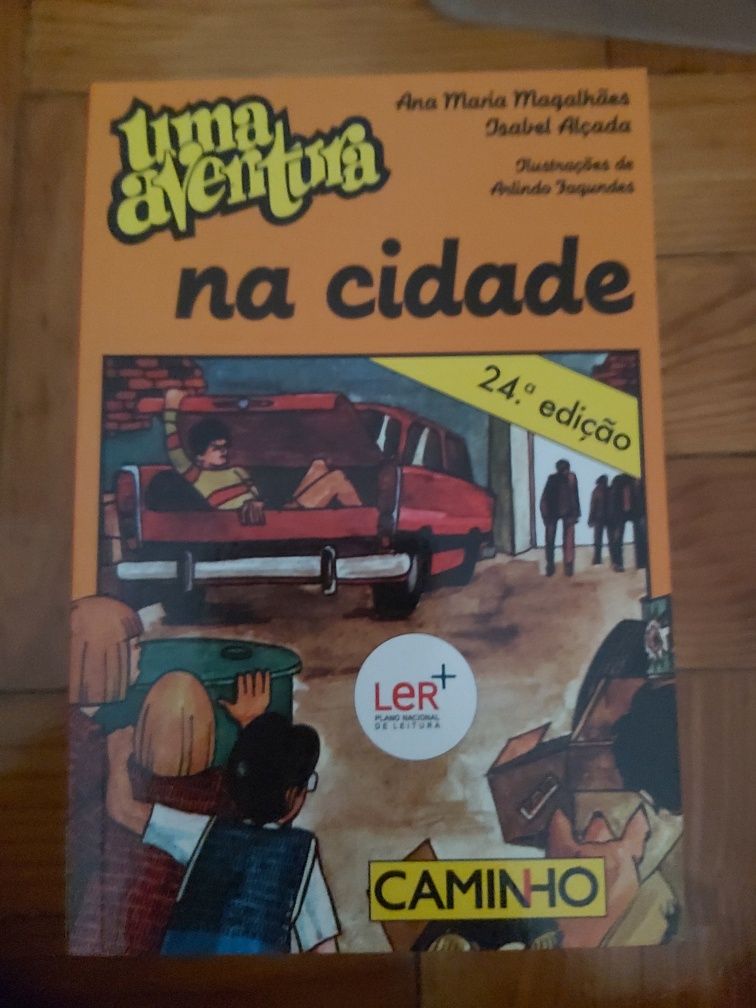 uma
aventura
Ana Maria Magalhães
Isabel Alçada
Ilustrações de
Arlindo Fagundes
na cidade
24.ª edição
LeR+
PLANO NACIONAL
DE LEITURA
CAMINHO